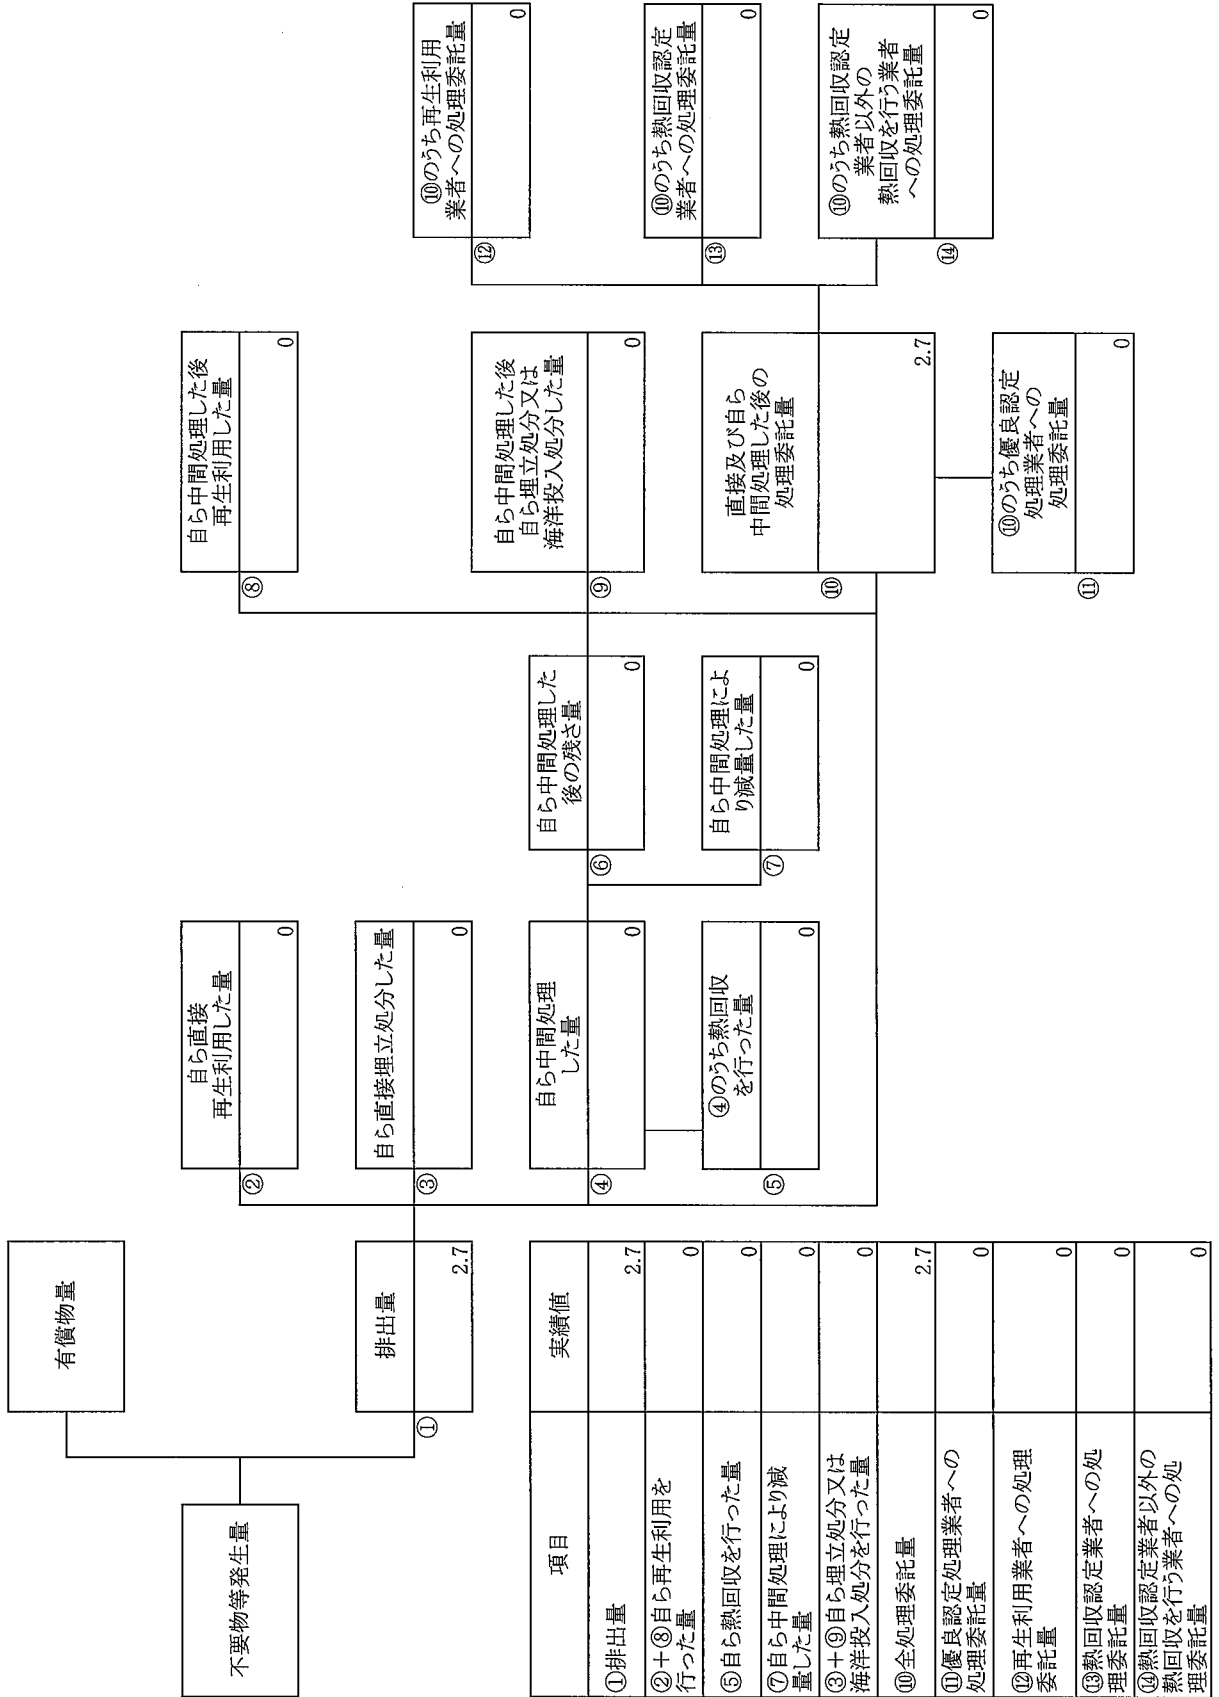 不要物等発生量
有償物量
①
排出量
2.7
②
自ら直接
再生利用した量
0
③
自ら直接埋立処分した量
0
④
自ら中間処理
した量
0
⑤
④のうち熱回収
を行った量
0
⑥
自ら中間処理した
後の残さ量
0
⑦
自ら中間処理によ
り減量した量
0
⑧
自ら中間処理した後
再生利用した量
0
⑨
自ら中間処理した後
自ら埋立処分又は
海洋投入処分した量
0
⑩
直接及び自ら
中間処理した後の
処理委託量
2.7
⑪
⑩のうち優良認定
処理業者への
処理委託量
0
⑫
⑩のうち再生利用
業者への処理委託量
0
⑬
⑩のうち熱回収認定
業者への処理委託量
0
⑭
⑩のうち熱回収認定
業者以外の
熱回収を行う業者
への処理委託量
0
項目
実績値
①排出量
2.7
②+⑧自ら再生利用を
行った量
0
⑤自ら熱回収を行った量
0
⑦自ら中間処理により減
量した量
0
③+⑨自ら埋立処分又は
海洋投入処分を行った量
0
⑩全処理委託量
2.7
⑪優良認定処理業者への
処理委託量
0
⑫再生利用業者への処理
委託量
0
⑬熱回収認定業者への処
理委託量
0
⑭熱回収認定業者以外の
熱回収を行う業者への処
理委託量
0